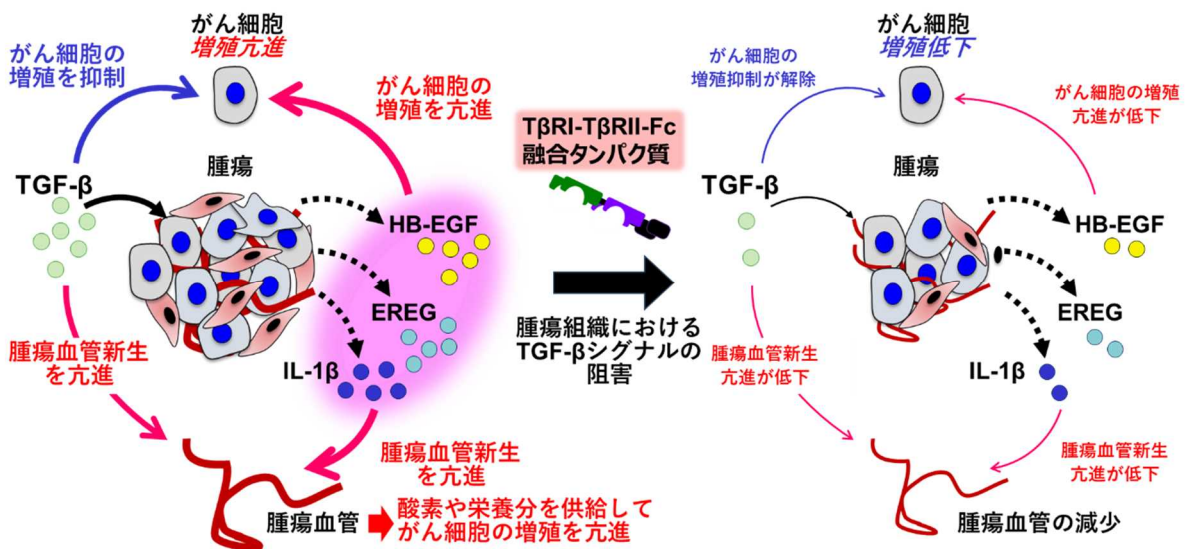 がん細胞
増殖亢進
がん細胞の
増殖を抑制
がん細胞の
増殖を亢進
TGF-β
腫瘍
HB-EGF
EREG
IL-1β
腫瘍血管新生
を亢進
腫瘍血管新生
を亢進
腫瘍血管
酸素や栄養分を供給して
がん細胞の増殖を亢進
TβRI-TβRII-Fc
融合タンパク質
腫瘍組織における
TGF-βシグナルの
阻害
がん細胞
増殖低下
がん細胞の
増殖抑制が解除
がん細胞の増殖
亢進が低下
TGF-β
腫瘍
HB-EGF
EREG
IL-1β
腫瘍血管新生
亢進が低下
腫瘍血管新生
亢進が低下
腫瘍血管の減少